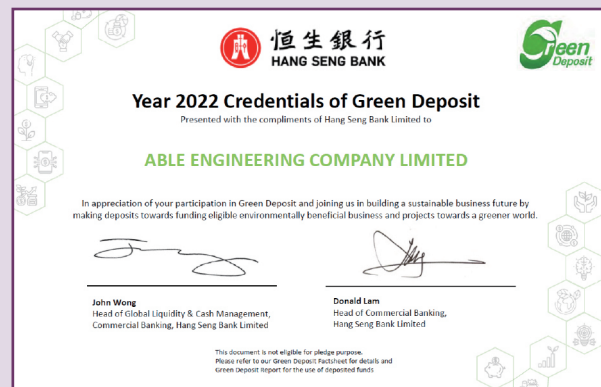 恒生銀行
HANG SENG BANK
Green
Deposit
Year 2022 Credentials of Green Deposit
Presented with the compliments of Hang Seng Bank Limited to
ABLE ENGINEERING COMPANY LIMITED
In appreciation of your participation in Green Deposit and joining us in building a sustainable business future by
making deposits towards funding eligible environmentally beneficial business and projects towards a greener world.
John Wong
Head of Global Liquidity & Cash Management,
Commercial Banking, Hang Seng Bank Limited
Donald Lam
Head of Commercial Banking,
Hang Seng Bank Limited
This document is not eligible for pledge purpose.
Please refer to our Green Deposit Factsheet for details and
Green Deposit Report for the use of deposited funds